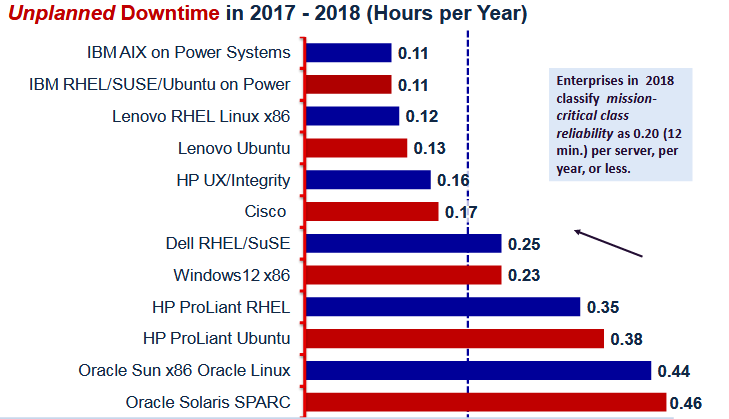 Unplanned Downtime in 2017 - 2018 (Hours per Year)
IBM AIX on Power Systems 0.11
IBM RHEL/SUSE/Ubuntu on Power 0.11
Lenovo RHEL Linux x86 0.12
Lenovo Ubuntu 0.13
HP UX/Integrity 0.16
Cisco 0.17
Dell RHEL/SuSE 0.25
Windows12 x86 0.23
HP ProLiant RHEL 0.35
HP ProLiant Ubuntu 0.38
Oracle Sun x86 Oracle Linux 0.44
Oracle Solaris SPARC 0.46
Enterprises in 2018
classify mission-
critical class
reliability as 0.20 (12
min.) per server, per
year, or less.